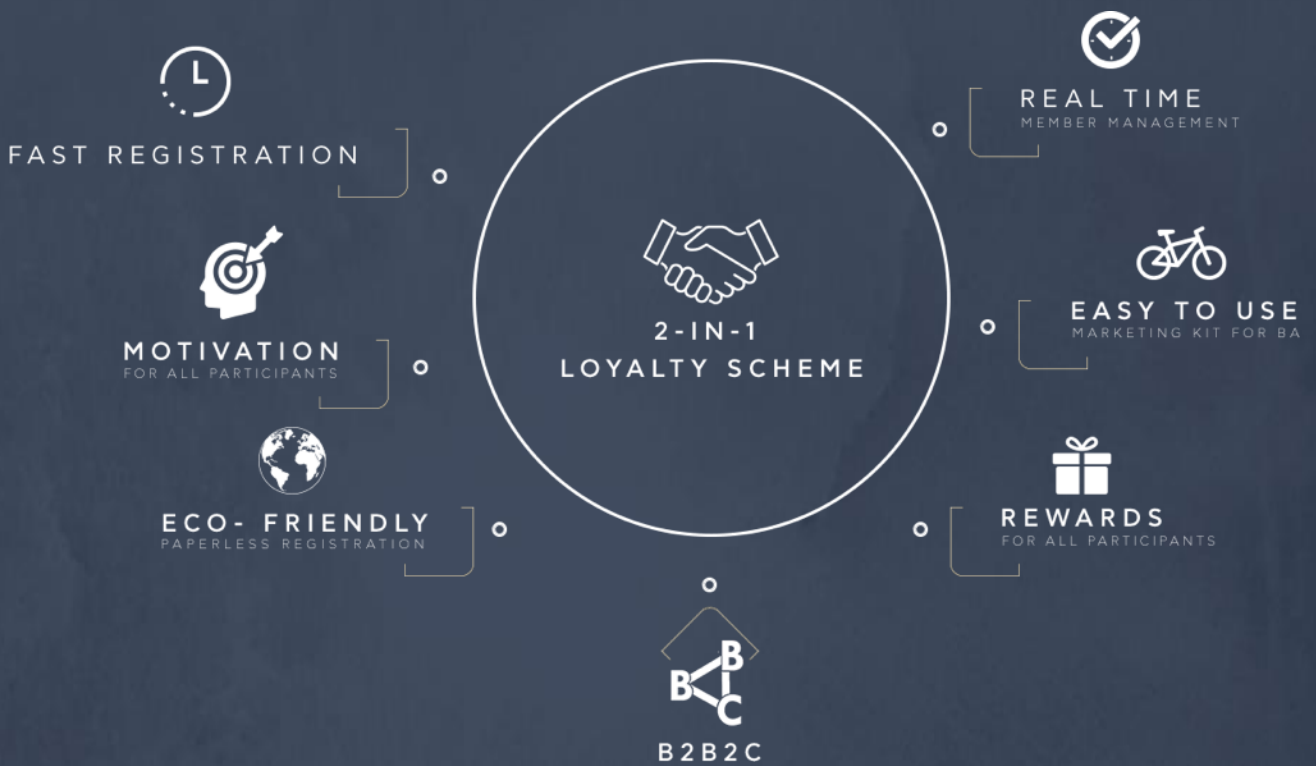 FAST REGISTRATION
MOTIVATION
FOR ALL PARTICIPANTS
ECO- FRIENDLY
PAPERLESS REGISTRATION
2-IN-1
LOYALTY SCHEME
REAL TIME
MEMBER MANAGEMENT
EASY TO USE
MARKETING KIT FOR BA
REWARDS
FOR ALL PARTICIPANTS
B
B
C
B2B2C